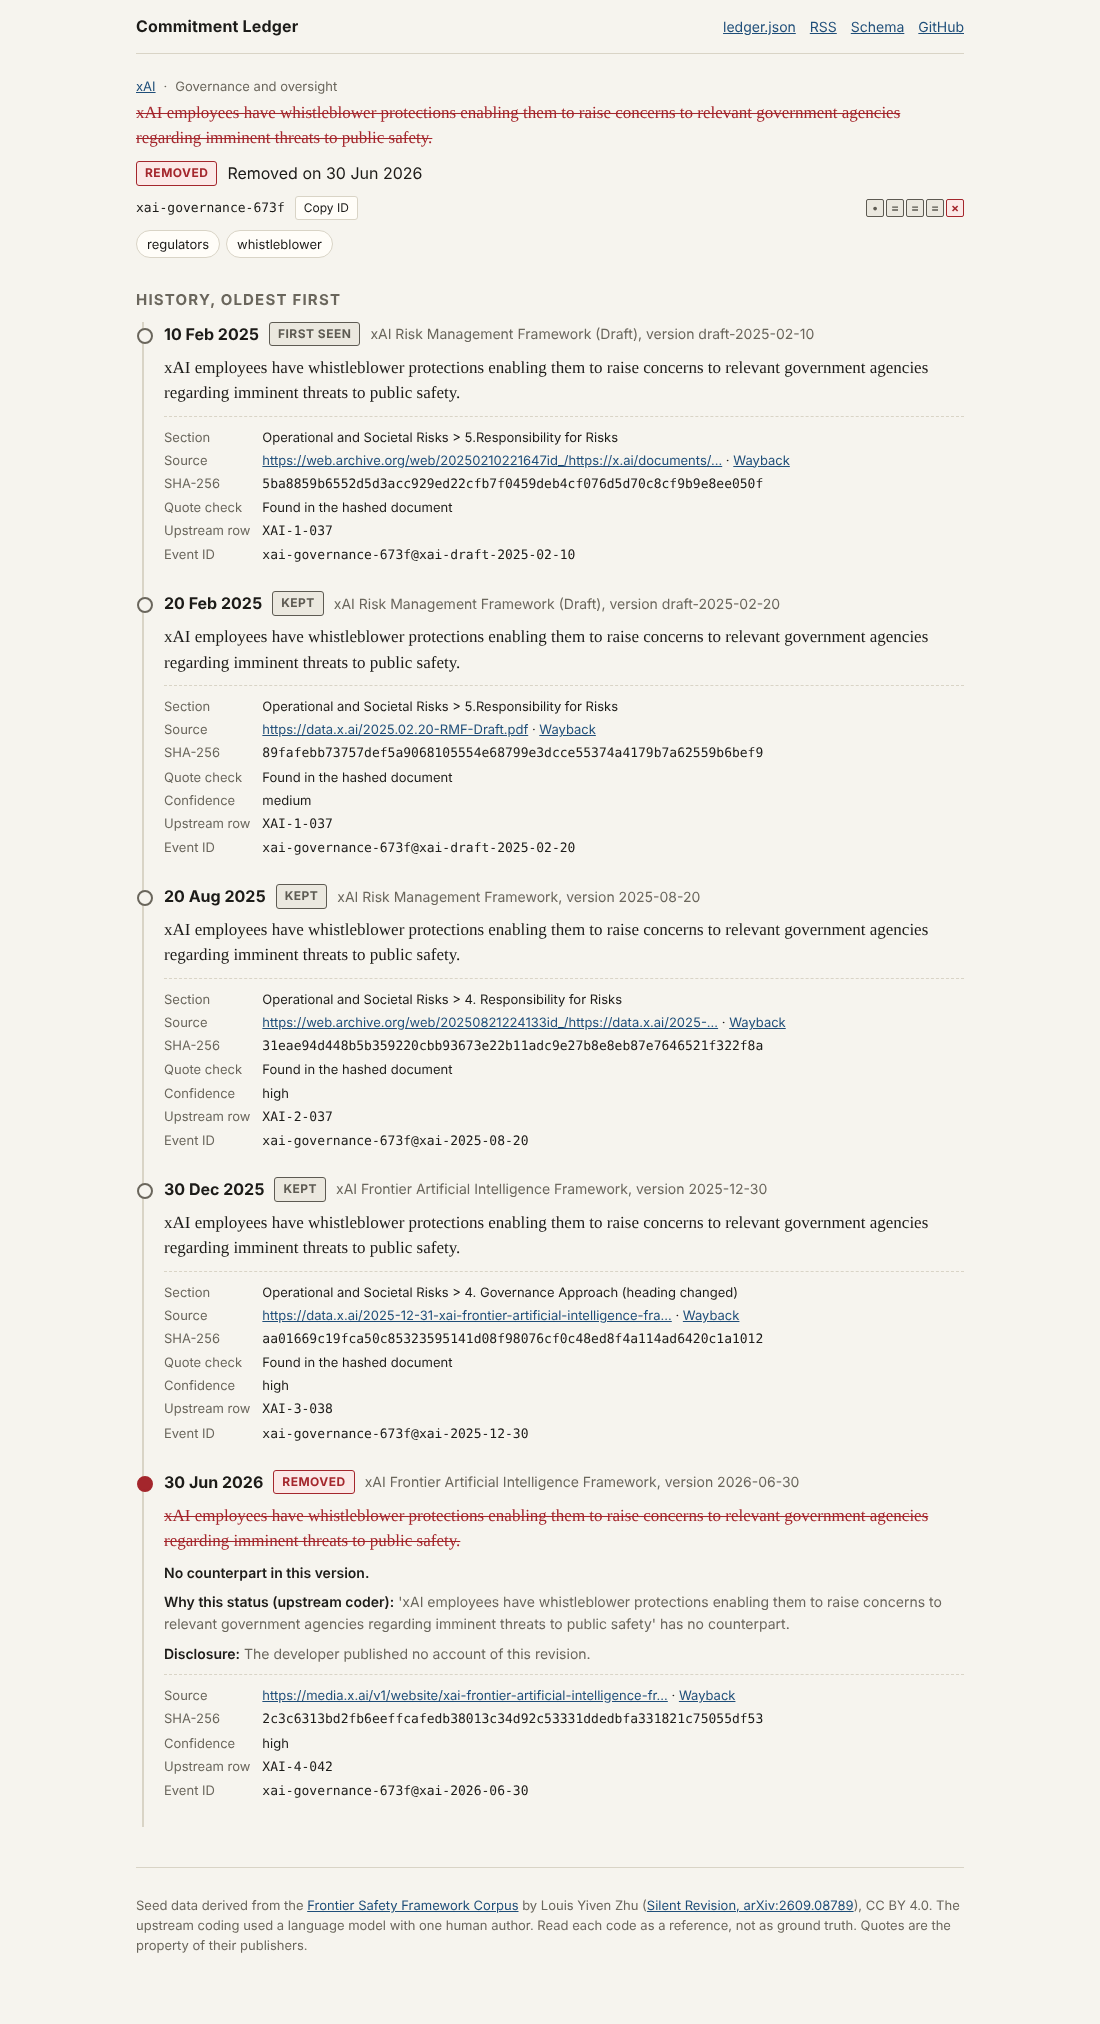 Commitment Ledger
ledger.json RSS Schema GitHub
xAI · Governance and oversight
xAI employees have whistleblower protections enabling them to raise concerns to relevant government agencies
regarding imminent threats to public safety.
REMOVED Removed on 30 Jun 2026
xai-governance-673f Copy ID • = = = ×
regulators whistleblower
HISTORY, OLDEST FIRST
10 Feb 2025 FIRST SEEN xAI Risk Management Framework (Draft), version draft-2025-02-10
xAI employees have whistleblower protections enabling them to raise concerns to relevant government agencies
regarding imminent threats to public safety.
Section Operational and Societal Risks > 5.Responsibility for Risks
Source https://web.archive.org/web/20250210221647id_/https://x.ai/documents/… · Wayback
SHA-256 5ba8859b6552d5d3acc929ed22cfb7f0459deb4cf076d5d70c8cf9b9e8ee050f
Quote check Found in the hashed document
Upstream row XAI-1-037
Event ID xai-governance-673f@xai-draft-2025-02-10
20 Feb 2025 KEPT xAI Risk Management Framework (Draft), version draft-2025-02-20
xAI employees have whistleblower protections enabling them to raise concerns to relevant government agencies
regarding imminent threats to public safety.
Section Operational and Societal Risks > 5.Responsibility for Risks
Source https://data.x.ai/2025.02.20-RMF-Draft.pdf · Wayback
SHA-256 89fafebb73757def5a9068105554e68799e3dcce55374a4179b7a62559b6bef9
Quote check Found in the hashed document
Confidence medium
Upstream row XAI-1-037
Event ID xai-governance-673f@xai-draft-2025-02-20
20 Aug 2025 KEPT xAI Risk Management Framework, version 2025-08-20
xAI employees have whistleblower protections enabling them to raise concerns to relevant government agencies
regarding imminent threats to public safety.
Section Operational and Societal Risks > 4. Responsibility for Risks
Source https://web.archive.org/web/20250821224133id_/https://data.x.ai/2025-… · Wayback
SHA-256 31eae94d448b5b359220cbb93673e22b11adc9e27b8e8eb87e7646521f322f8a
Quote check Found in the hashed document
Confidence high
Upstream row XAI-2-037
Event ID xai-governance-673f@xai-2025-08-20
30 Dec 2025 KEPT xAI Frontier Artificial Intelligence Framework, version 2025-12-30
xAI employees have whistleblower protections enabling them to raise concerns to relevant government agencies
regarding imminent threats to public safety.
Section Operational and Societal Risks > 4. Governance Approach (heading changed)
Source https://data.x.ai/2025-12-31-xai-frontier-artificial-intelligence-fra… · Wayback
SHA-256 aa01669c19fca50c85323595141d08f98076cf0c48ed8f4a114ad6420c1a1012
Quote check Found in the hashed document
Confidence high
Upstream row XAI-3-038
Event ID xai-governance-673f@xai-2025-12-30
30 Jun 2026 REMOVED xAI Frontier Artificial Intelligence Framework, version 2026-06-30
xAI employees have whistleblower protections enabling them to raise concerns to relevant government agencies
regarding imminent threats to public safety.
No counterpart in this version.
Why this status (upstream coder): 'xAI employees have whistleblower protections enabling them to raise concerns to
relevant government agencies regarding imminent threats to public safety' has no counterpart.
Disclosure: The developer published no account of this revision.
Source https://media.x.ai/v1/website/xai-frontier-artificial-intelligence-fr… · Wayback
SHA-256 2c3c6313bd2fb6eeffcafedb38013c34d92c53331ddedbfa331821c75055df53
Confidence high
Upstream row XAI-4-042
Event ID xai-governance-673f@xai-2026-06-30
Seed data derived from the Frontier Safety Framework Corpus by Louis Yiven Zhu (Silent Revision, arXiv:2609.08789), CC BY 4.0. The
upstream coding used a language model with one human author. Read each code as a reference, not as ground truth. Quotes are the
property of their publishers.